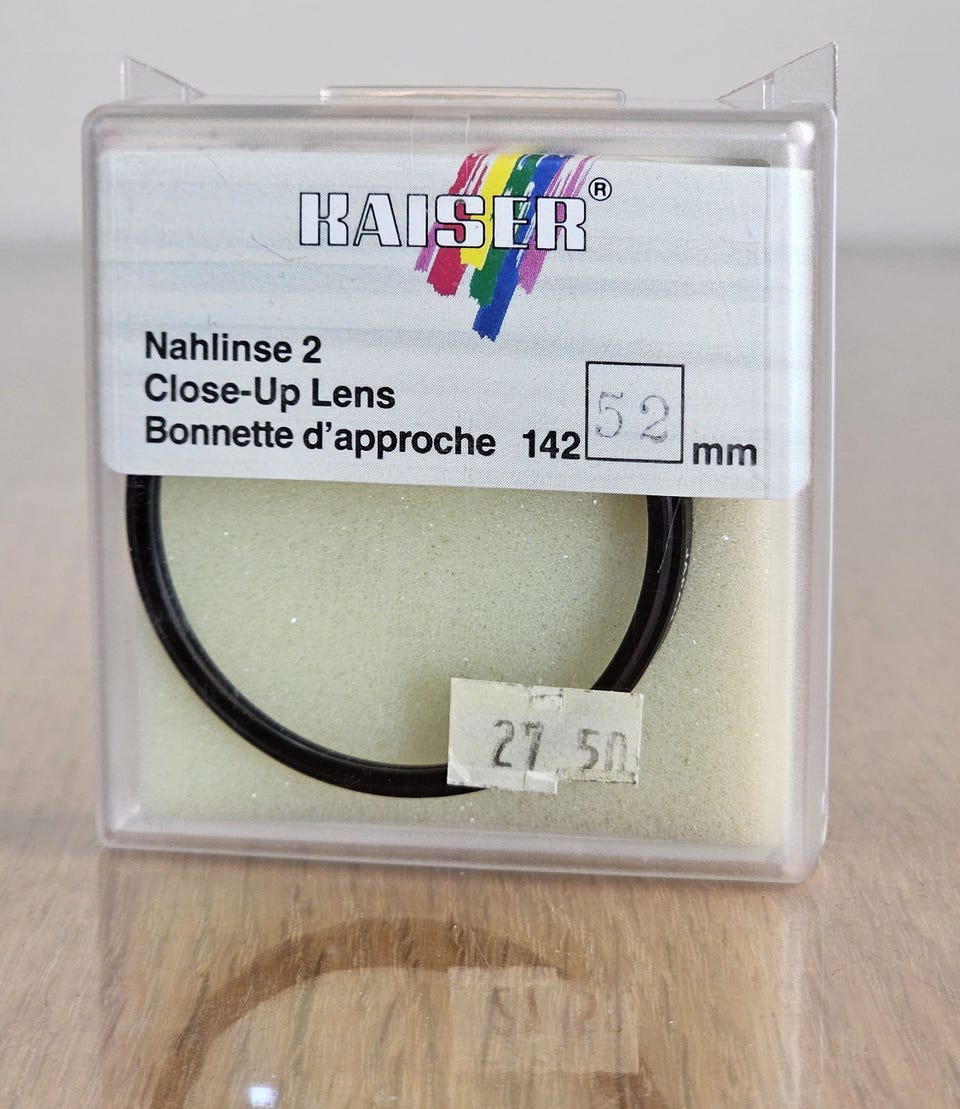 KAISER®
Nahlinse 2
Close-Up Lens
Bonnette d’approche 142 52 mm
27 50